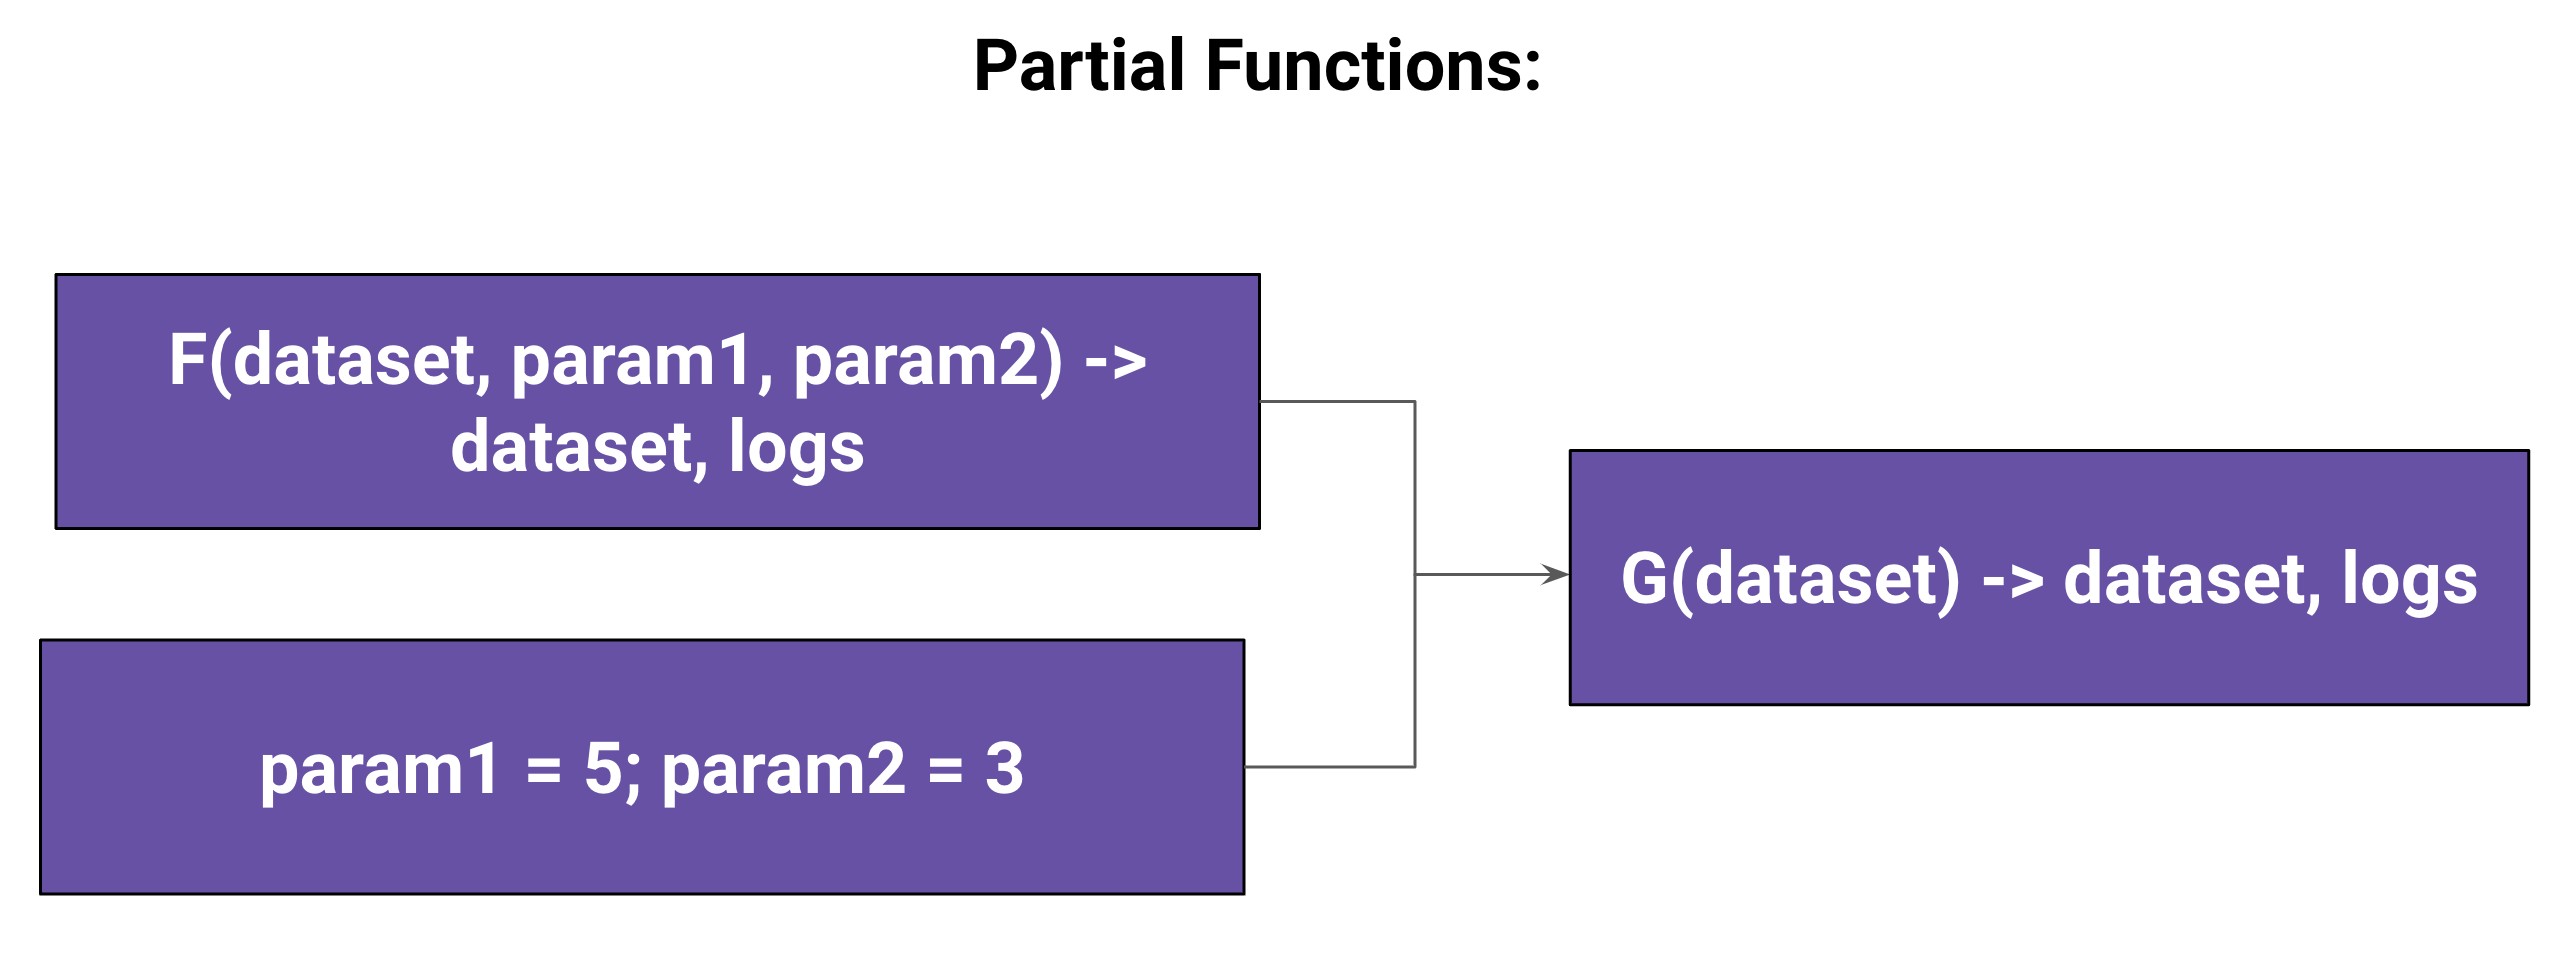 Partial Functions:
F(dataset, param1, param2) ->
dataset, logs
G(dataset) -> dataset, logs
param1 = 5; param2 = 3